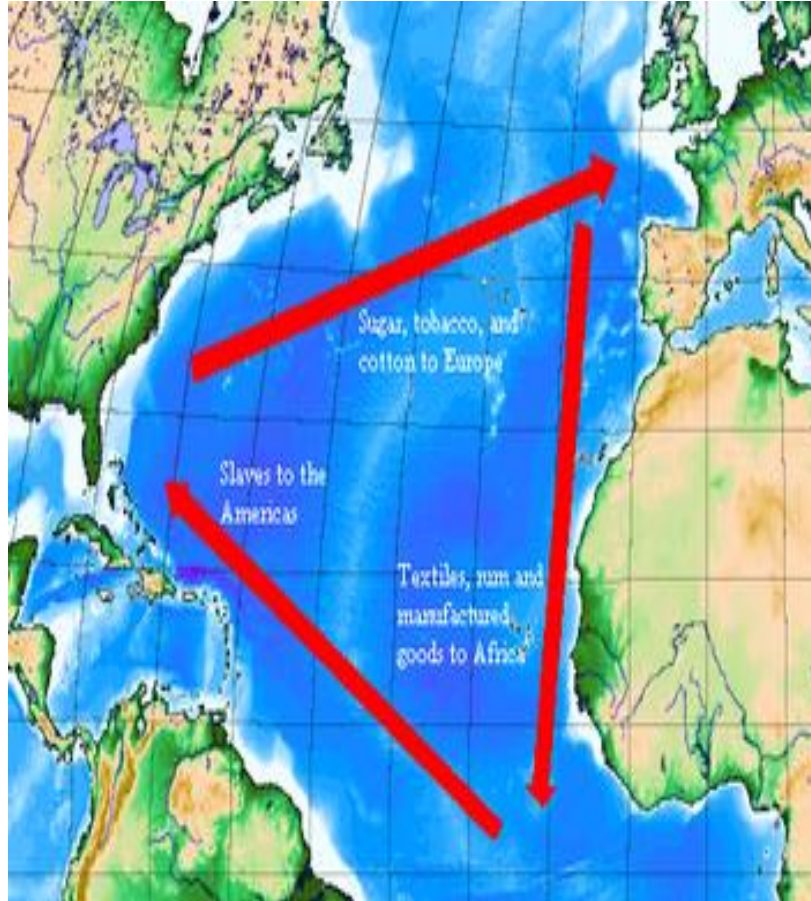 Sugar, tobacco, and
cotton to Europe
Slaves to the
Americas
Textiles, rum and
manufactured
goods to Africa